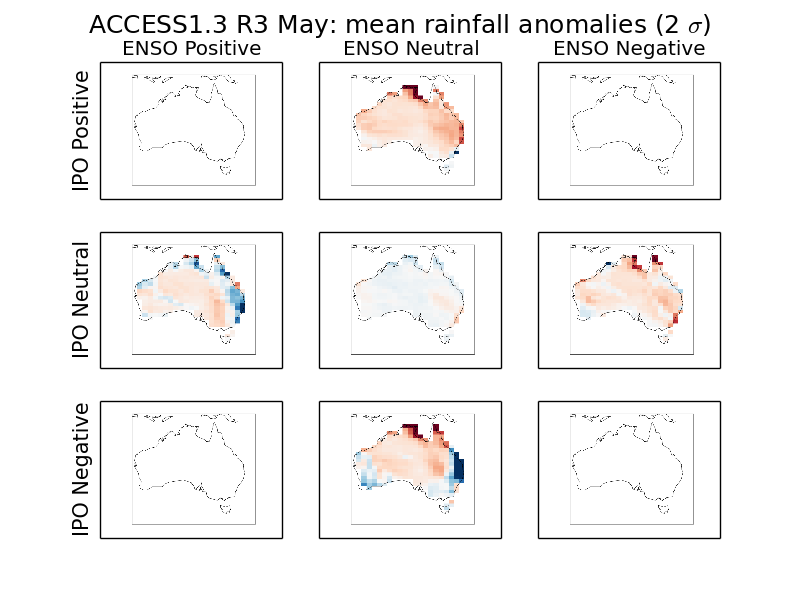 ACCESS1.3 R3 May: mean rainfall anomalies (2 σ)
ENSO Positive
ENSO Neutral
ENSO Negative
IPO Positive
IPO Neutral
IPO Negative